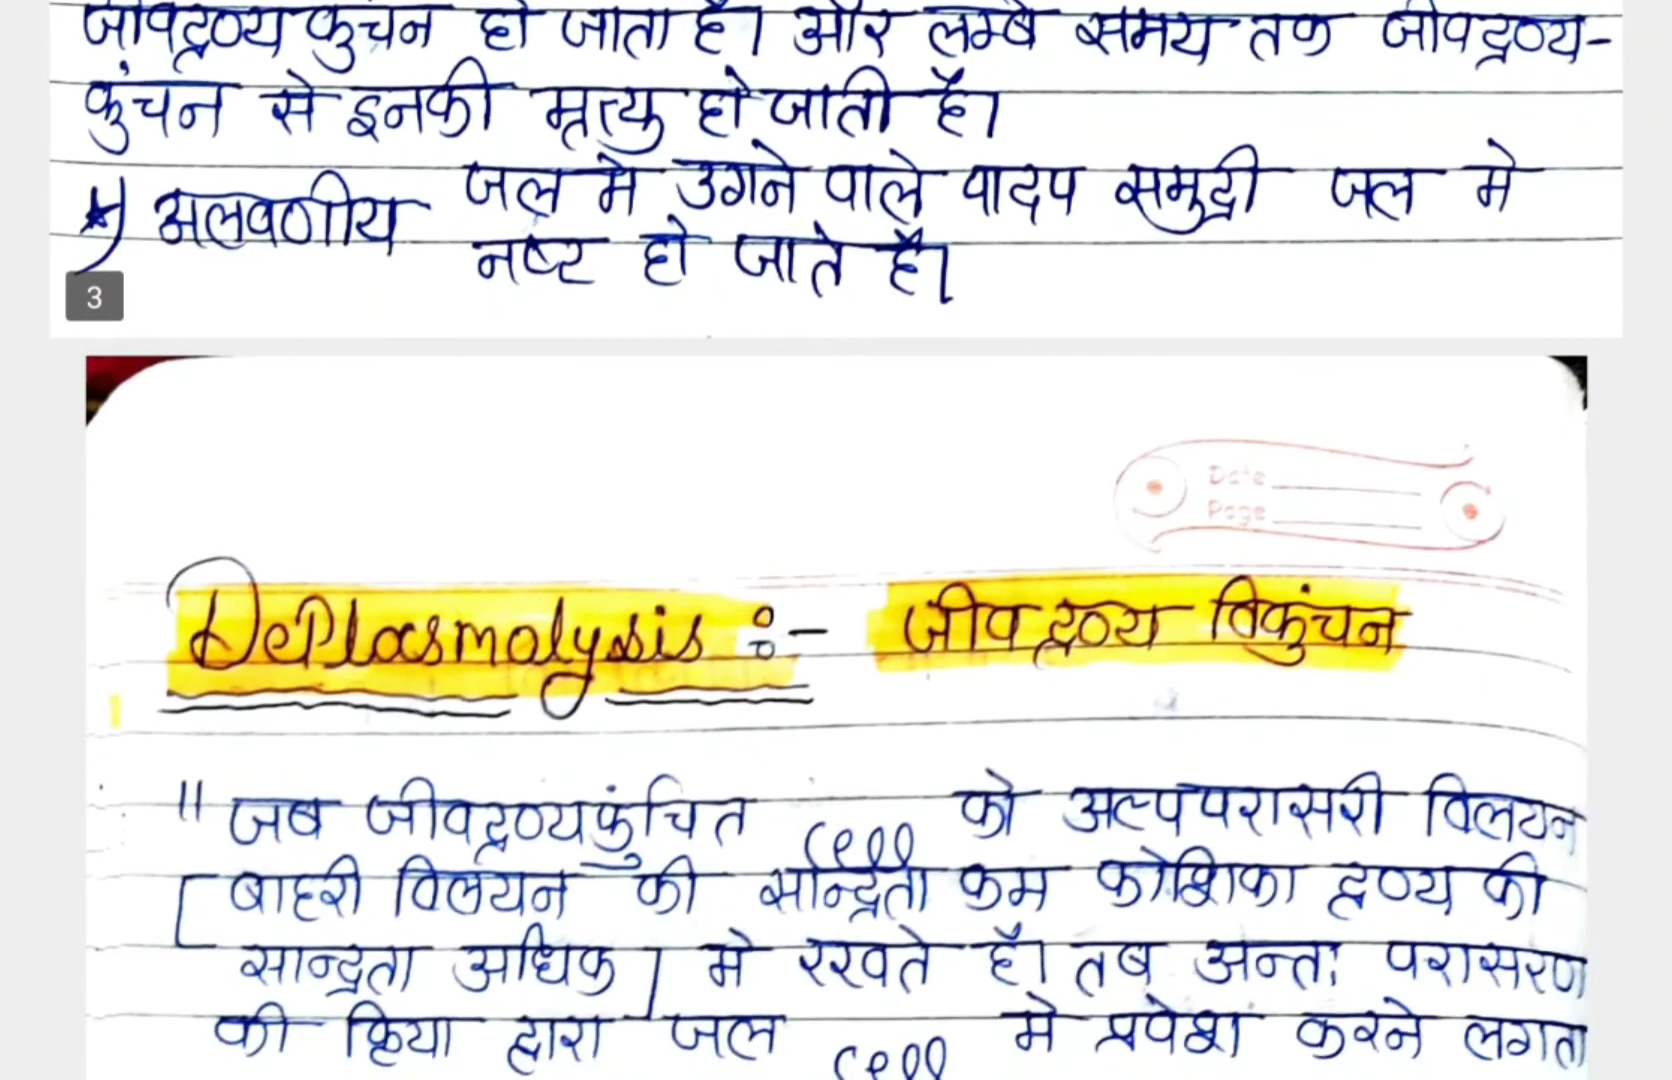 जीवद्रव्यकुंचन हो जाता है। और लम्बे समय तक जीवद्रव्य-
कुंचन से इनकी मृत्यु हो जाती है।
*) अलवणीय जल मे उगने वाले पादप समुद्री जल मे
नष्ट हो जाते है।
3
Date
Page
DePlasmolysis :- जीव द्रव्य विकुंचन
"जब जीवद्रव्यकुंचित cell को अल्पपरासरी विलयन
[बाहरी विलयन की सान्द्रता कम कोशिका द्रव्य की
सान्द्रता अधिक] मे रखते है। तब अन्तः परासरण
की क्रिया द्वारा जल cell मे प्रवेश करने लगता